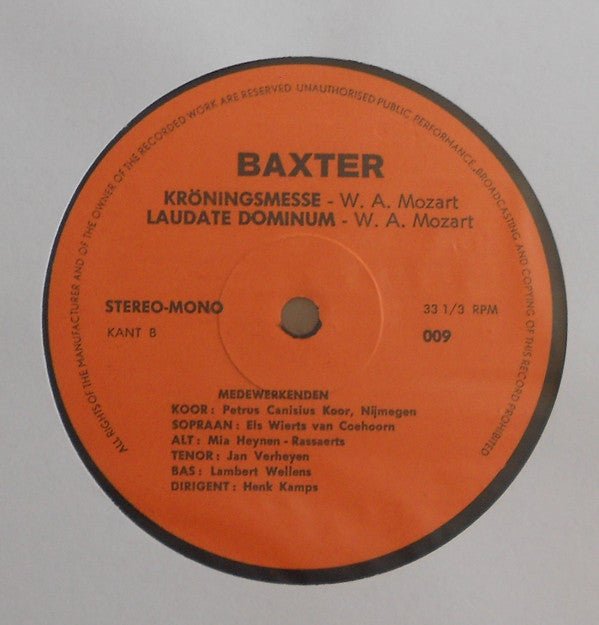 ALL RIGHTS OF THE MANUFACTURER AND OF THE OWNER OF THE RECORDED WORK ARE RESERVED UNAUTHORISED PUBLIC PERFORMANCE, BROADCASTING AND COPYING OF THIS RECORD PROHIBITED
BAXTER
KRÖNINGSMESSE - W. A. Mozart
LAUDATE DOMINUM - W. A. Mozart
STEREO-MONO 33 1/3 RPM
KANT B 009
MEDEWERKENDEN
KOOR: Petrus Canisius Koor, Nijmegen
SOPRAAN: Els Wierts van Coehoorn
ALT: Mia Heynen - Rassaerts
TENOR: Jan Verheyen
BAS: Lambert Wellens
DIRIGENT: Henk Kamps